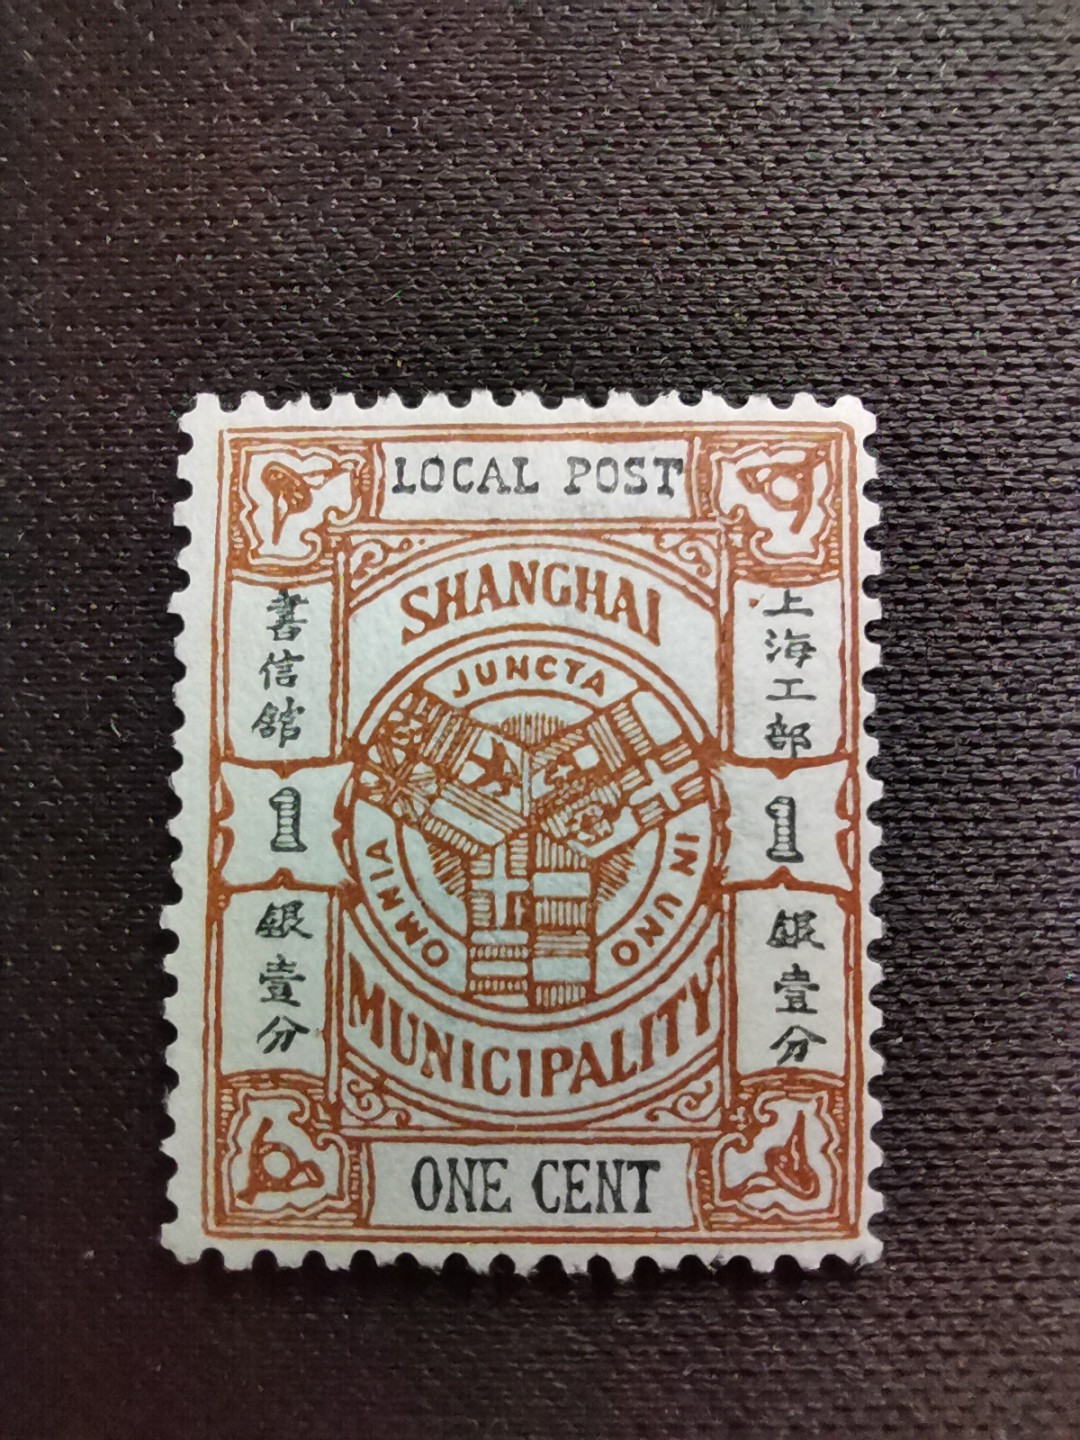 LOCAL POST
SHANGHAI
上海工部
書信館
OMNIA JUNCTA IN UNO
1
1
銀壹分
銀壹分
MUNICIPALITY
ONE CENT